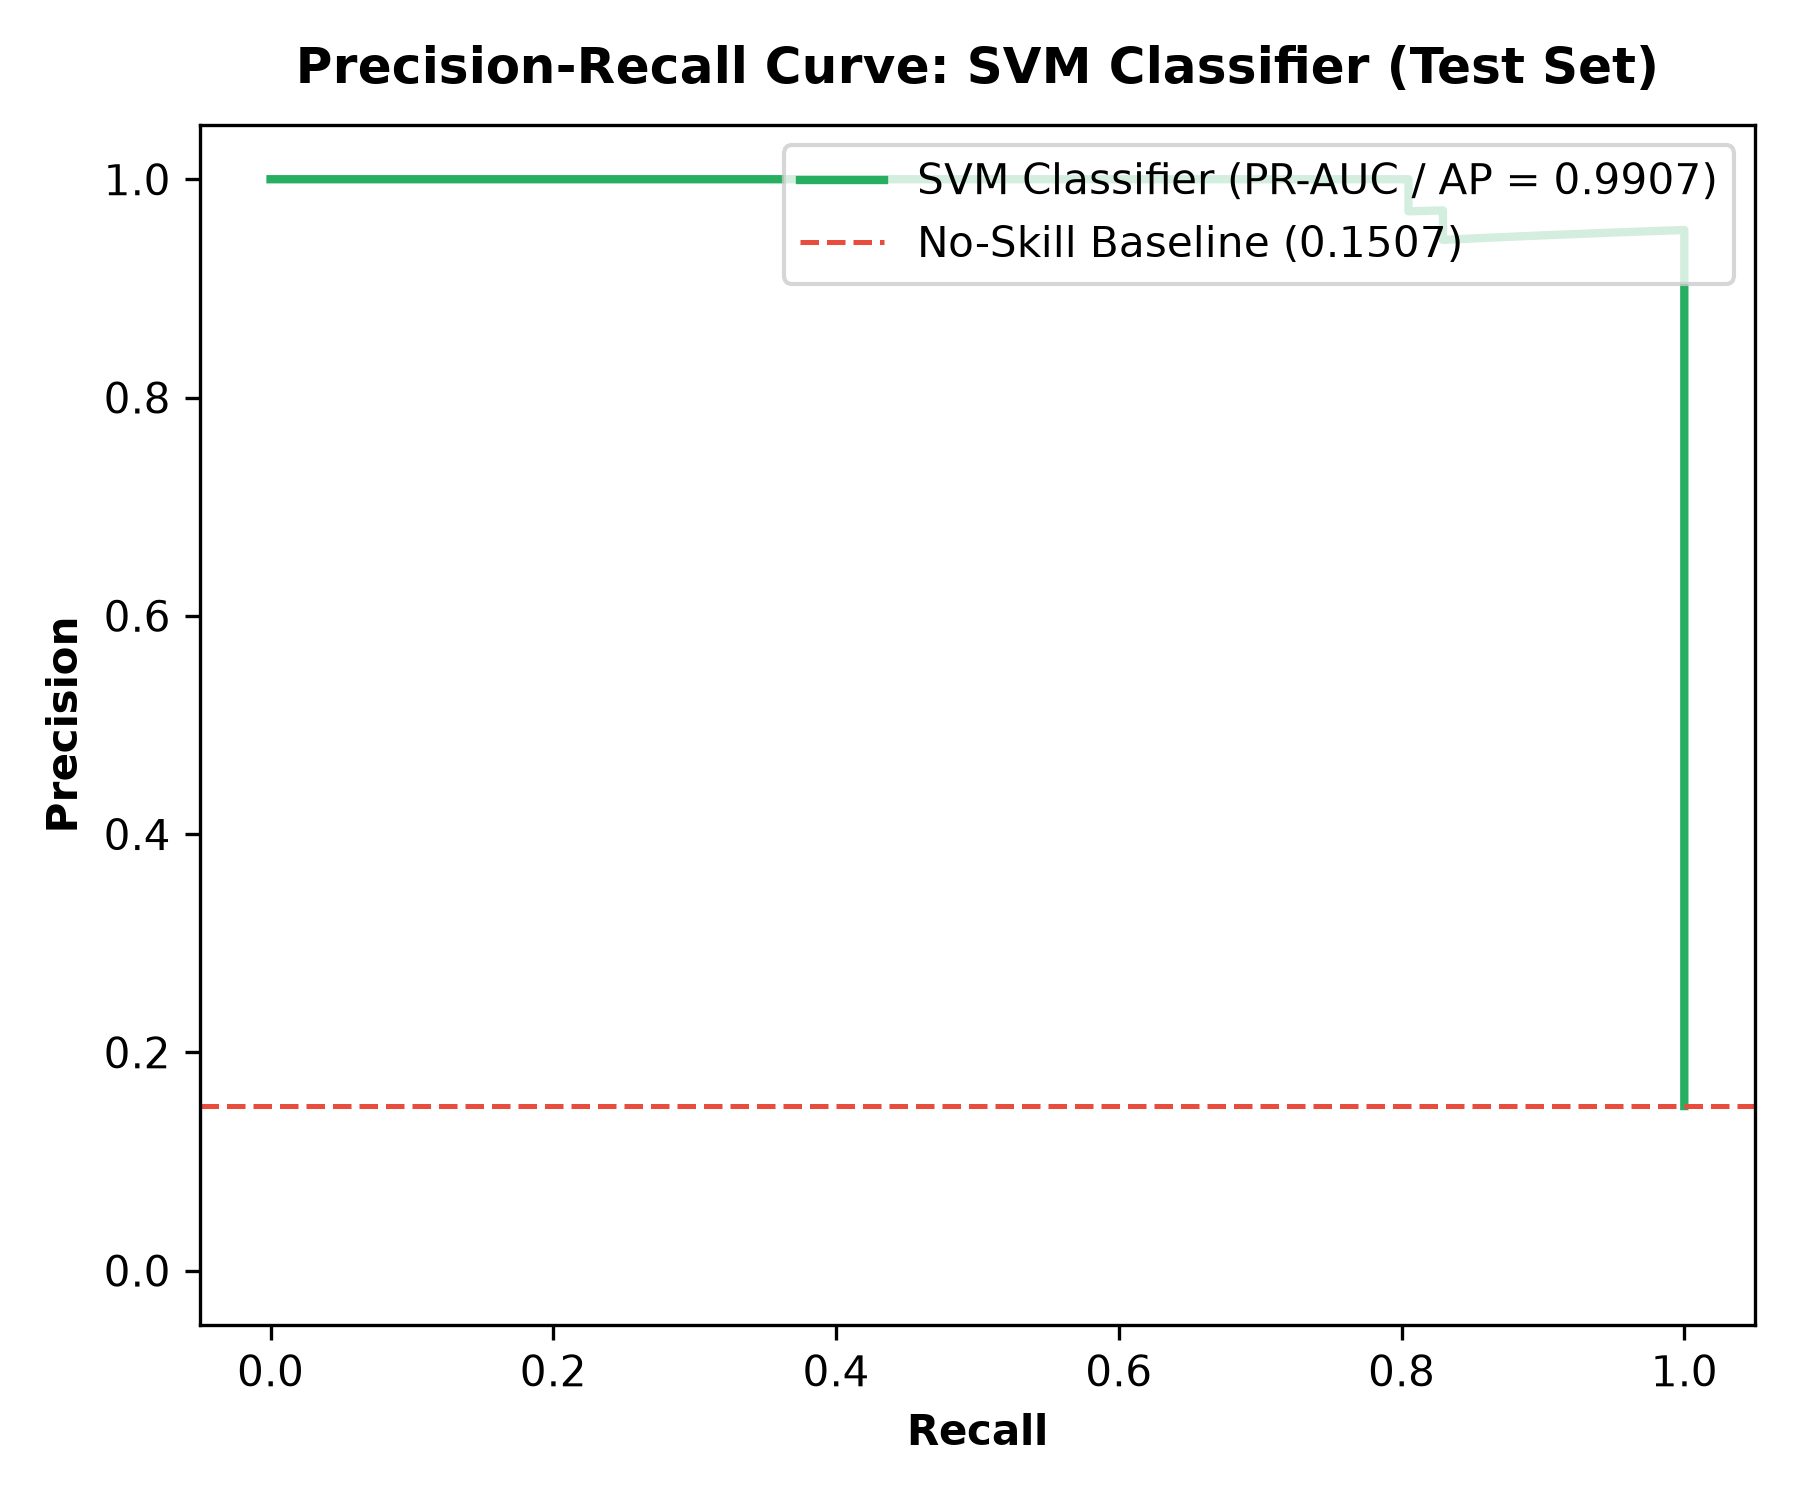 Precision-Recall Curve: SVM Classifier (Test Set)
SVM Classifier (PR-AUC / AP = 0.9907)
No-Skill Baseline (0.1507)
1.0
0.8
0.6
0.4
0.2
0.0
Precision
0.0 0.2 0.4 0.6 0.8 1.0
Recall